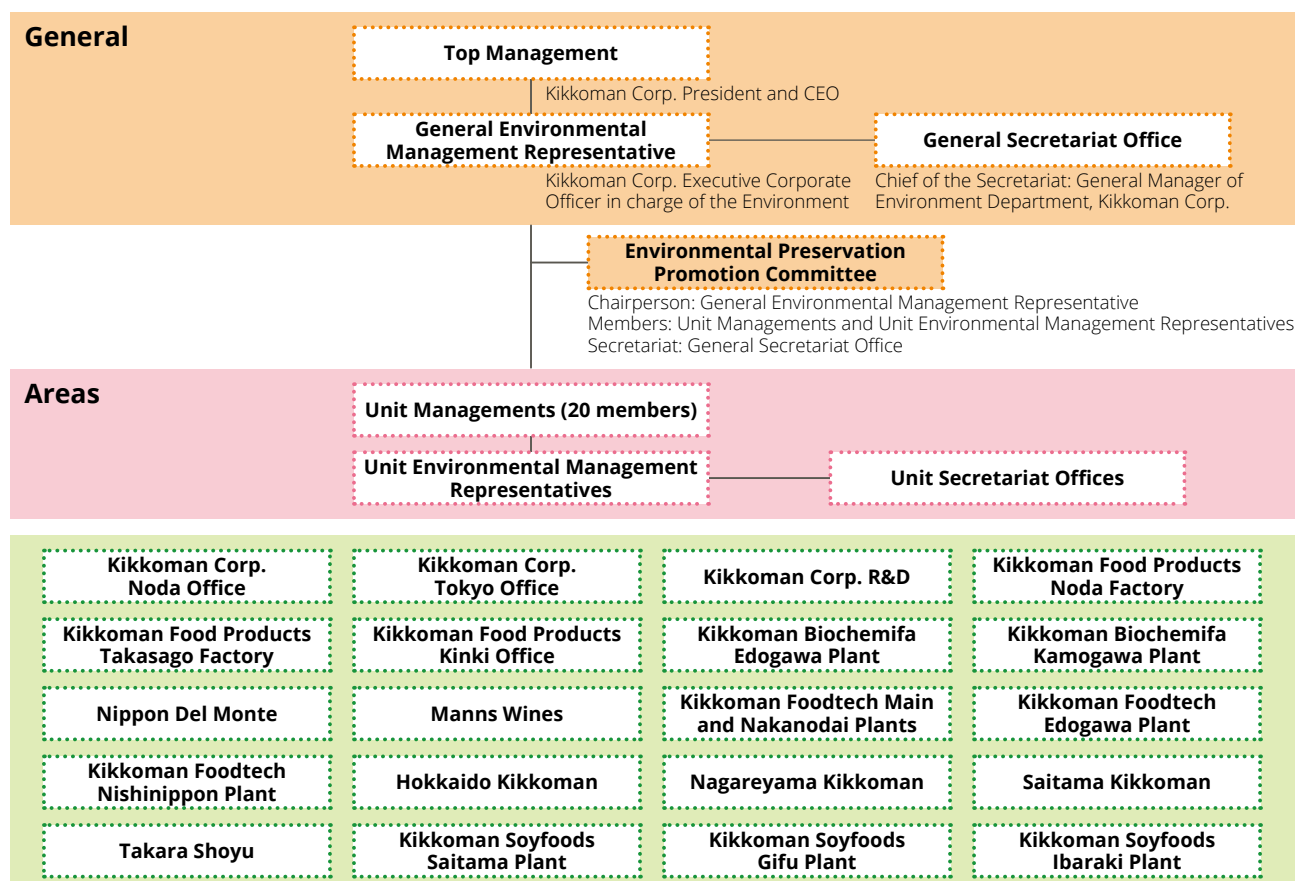 General
Top Management
Kikkoman Corp. President and CEO
General Environmental
Management Representative
General Secretariat Office
Kikkoman Corp. Executive Corporate
Officer in charge of the Environment
Chief of the Secretariat: General Manager of
Environment Department, Kikkoman Corp.
Environmental Preservation
Promotion Committee
Chairperson: General Environmental Management Representative
Members: Unit Managements and Unit Environmental Management Representatives
Secretariat: General Secretariat Office
Areas
Unit Managements (20 members)
Unit Environmental Management
Representatives
Unit Secretariat Offices
Kikkoman Corp.
Noda Office
Kikkoman Corp.
Tokyo Office
Kikkoman Corp. R&D
Kikkoman Food Products
Noda Factory
Kikkoman Food Products
Takasago Factory
Kikkoman Food Products
Kinki Office
Kikkoman Biochemifa
Edogawa Plant
Kikkoman Biochemifa
Kamogawa Plant
Nippon Del Monte
Manns Wines
Kikkoman Foodtech Main
and Nakanodai Plants
Kikkoman Foodtech
Edogawa Plant
Kikkoman Foodtech
Nishinippon Plant
Hokkaido Kikkoman
Nagareyama Kikkoman
Saitama Kikkoman
Takara Shoyu
Kikkoman Soyfoods
Saitama Plant
Kikkoman Soyfoods
Gifu Plant
Kikkoman Soyfoods
Ibaraki Plant